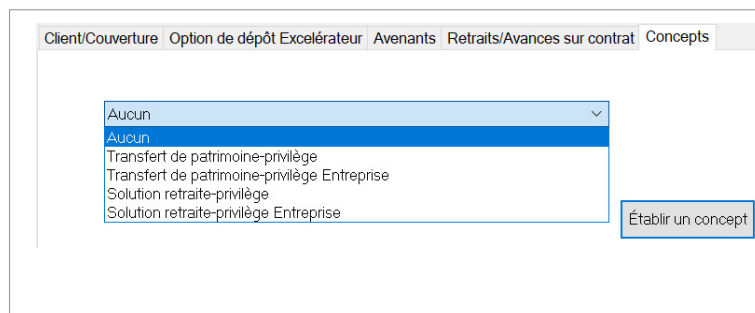 Client/Couverture Option de dépôt Excelérateur Avenants Retraits/Avances sur contrat Concepts
Aucun
Aucun
Transfert de patrimoine-privilège
Transfert de patrimoine-privilège Entreprise
Solution retraite-privilège
Solution retraite-privilège Entreprise
Établir un concept